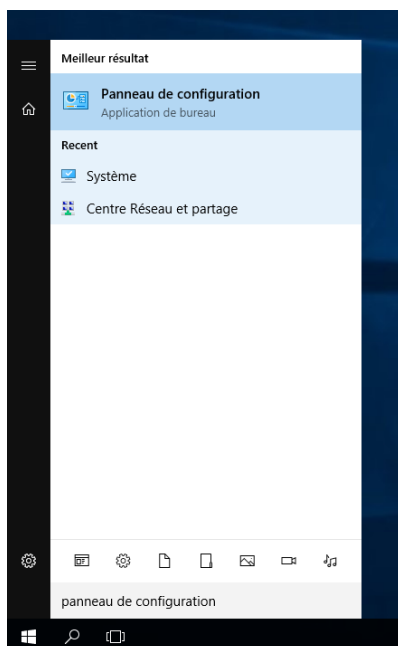 Meilleur résultat
Panneau de configuration
Application de bureau
Recent
Système
Centre Réseau et partage
panneau de configuration